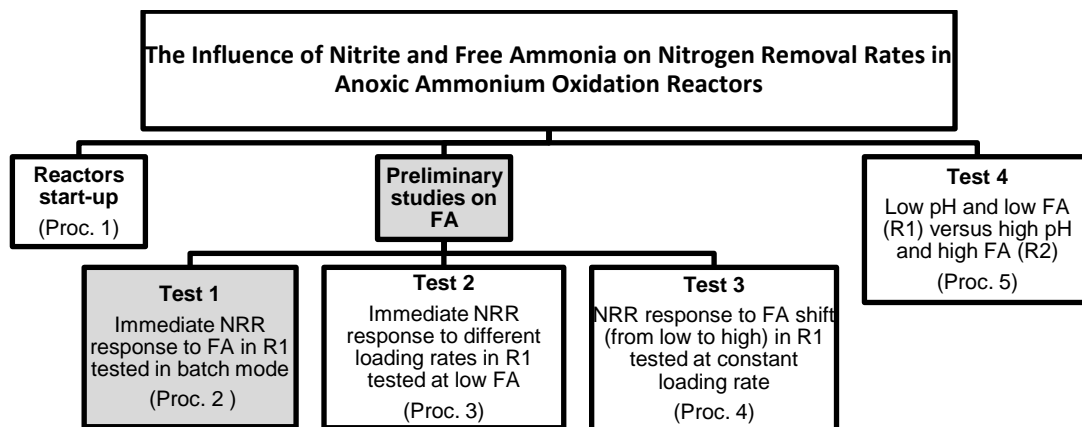 The Influence of Nitrite and Free Ammonia on Nitrogen Removal Rates in
Anoxic Ammonium Oxidation Reactors
Reactors
start-up
(Proc. 1)
Preliminary
studies on
FA
Test 4
Low pH and low FA
(R1) versus high pH
and high FA (R2)
(Proc. 5)
Test 1
Immediate NRR
response to FA in R1
tested in batch mode
(Proc. 2 )
Test 2
Immediate NRR
response to different
loading rates in R1
tested at low FA
(Proc. 3)
Test 3
NRR response to FA shift
(from low to high) in R1
tested at constant
loading rate
(Proc. 4)